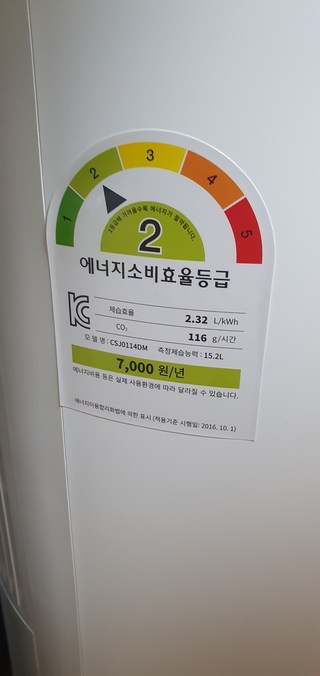 1 2 3 4 5
1등급에 가까울수록 에너지가 절약됩니다.
2
에너지소비효율등급
KC
제습효율 2.32 L/kWh
CO₂ 116 g/시간
모델명 : CSJ0114DM 측정제습능력 : 15.2L
7,000 원/년
에너지비용 등은 실제 사용환경에 따라 달라질 수 있습니다.
에너지이용합리화법에 의한 표시 (적용기준 시행일: 2016. 10. 1)